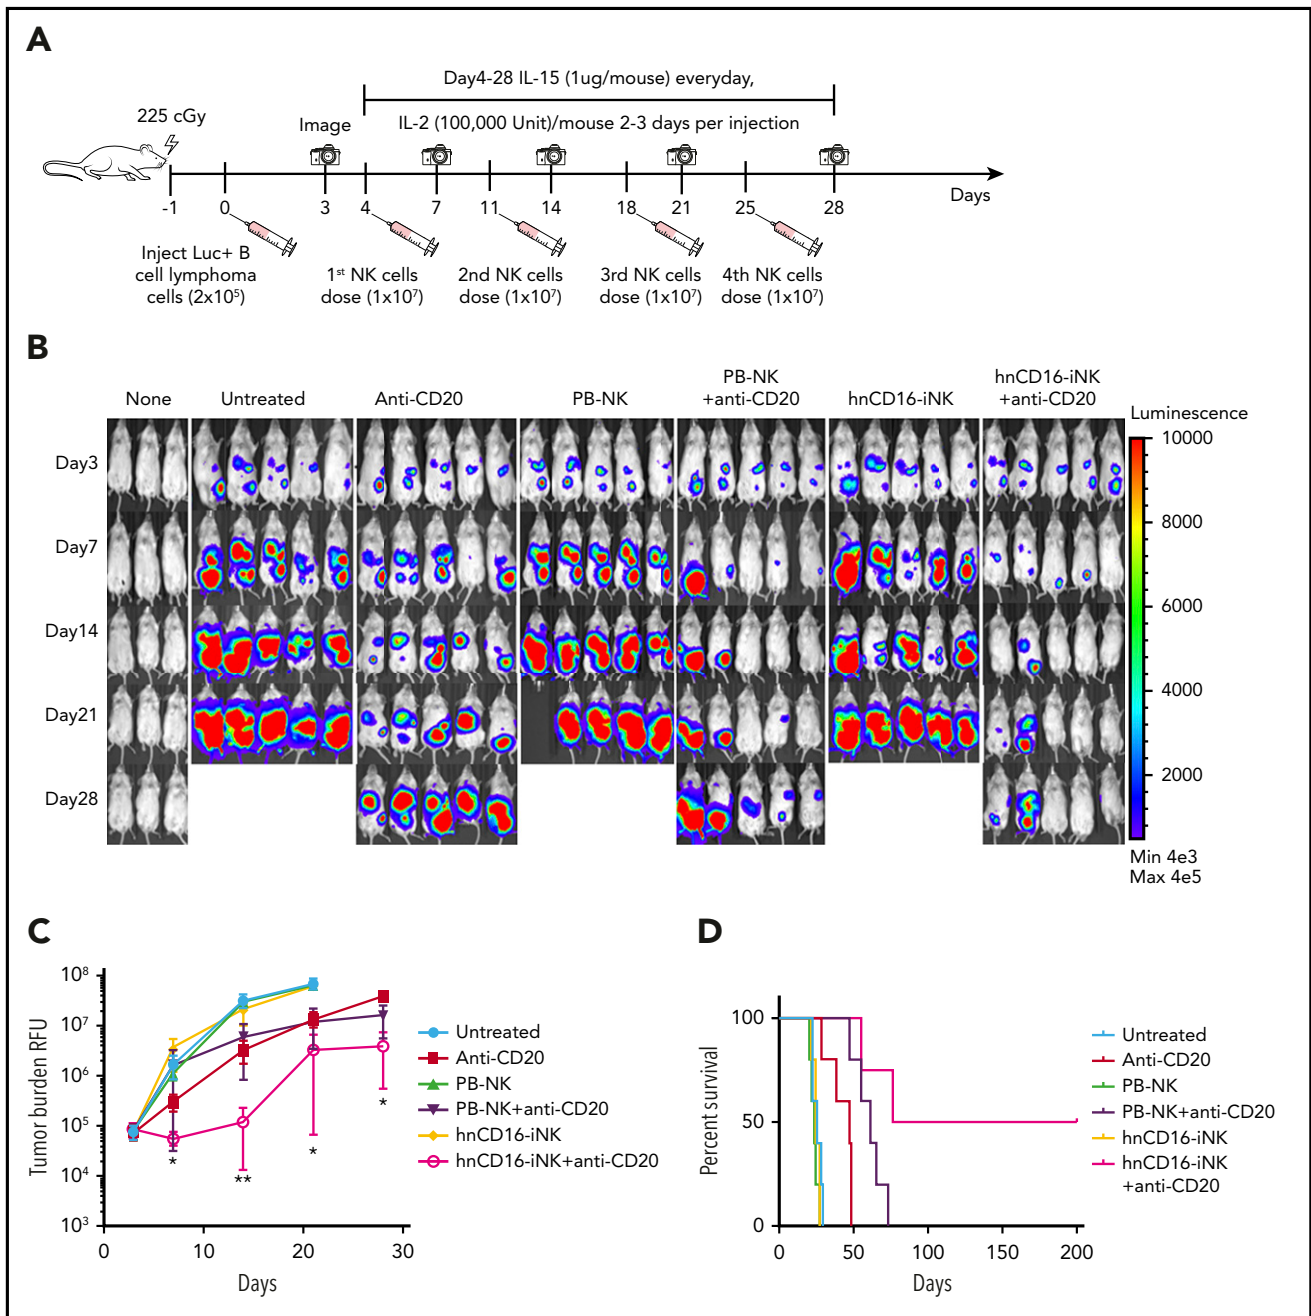 A
Day4-28 IL-15 (1ug/mouse) everyday,
225 cGy
Image
IL-2 (100,000 Unit)/mouse 2-3 days per injection
-1 0 3 4 7 11 14 18 21 25 28
Days
Inject Luc+ B
cell lymphoma
cells (2x10⁵)
1st NK cells
dose (1x10⁷)
2nd NK cells
dose (1x10⁷)
3rd NK cells
dose (1x10⁷)
4th NK cells
dose (1x10⁷)
B
None
Untreated
Anti-CD20
PB-NK
PB-NK
+anti-CD20
hnCD16-iNK
hnCD16-iNK
+anti-CD20
Day3
Day7
Day14
Day21
Day28
Luminescence
10000
8000
6000
4000
2000
Min 4e3
Max 4e5
C
Tumor burden RFU
10⁸
10⁷
10⁶
10⁵
10⁴
10³
*
**
*
*
0 10 20 30
Days
Untreated
Anti-CD20
PB-NK
PB-NK+anti-CD20
hnCD16-iNK
hnCD16-iNK+anti-CD20
D
Percent survival
100
50
0
0 50 100 150 200
Days
Untreated
Anti-CD20
PB-NK
PB-NK+anti-CD20
hnCD16-iNK
hnCD16-iNK
+anti-CD20